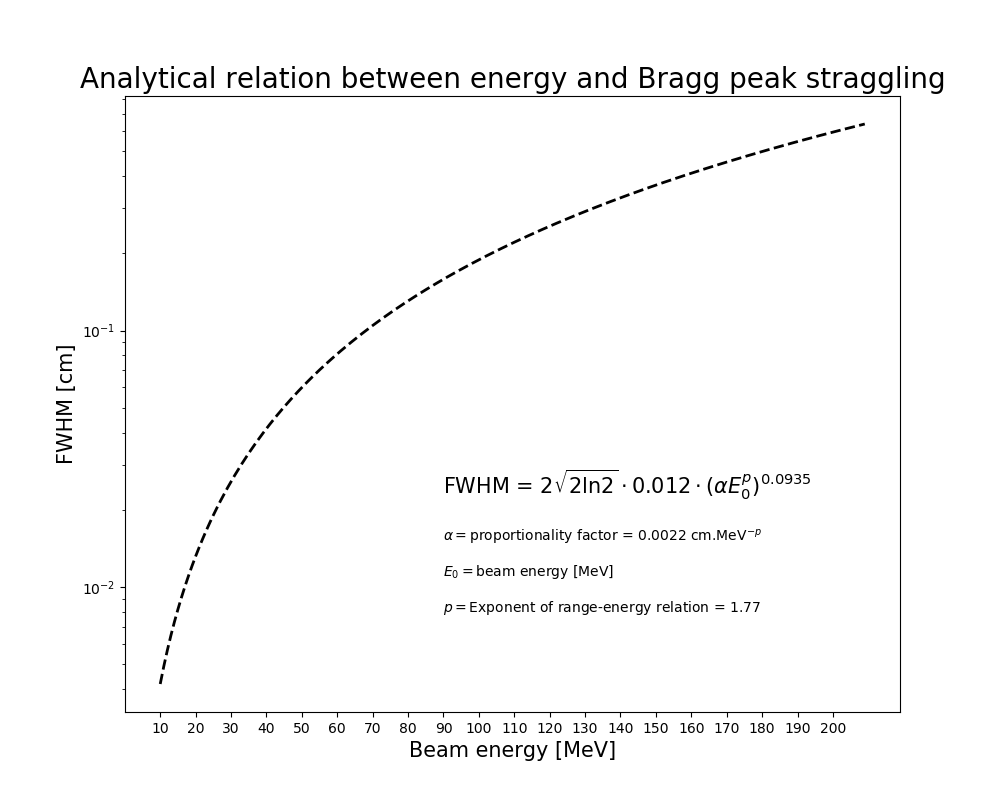 Analytical relation between energy and Bragg peak straggling
FWHM [cm]
10⁻¹
10⁻²
FWHM = 2√2ln2 · 0.012 · (αE₀ᵖ)⁰·⁰⁹³⁵
α = proportionality factor = 0.0022 cm.MeV⁻ᵖ
E₀ = beam energy [MeV]
p = Exponent of range-energy relation = 1.77
10 20 30 40 50 60 70 80 90 100 110 120 130 140 150 160 170 180 190 200
Beam energy [MeV]